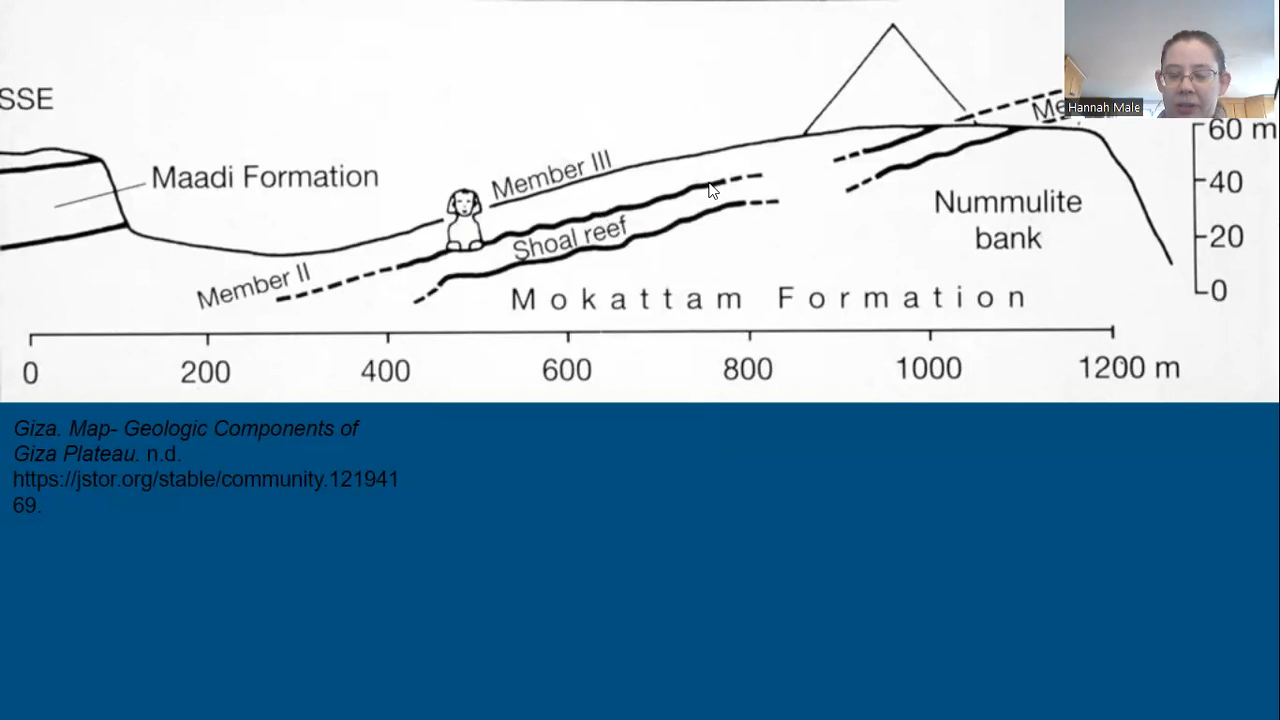 SSE
Maadi Formation
Member III
Member II
Shoal reef
Mokattam Formation
Nummulite
bank
Me
Hannah Male
60 m
40
20
0
0 200 400 600 800 1000 1200 m
Giza. Map- Geologic Components of
Giza Plateau. n.d.
https://jstor.org/stable/community.121941
69.